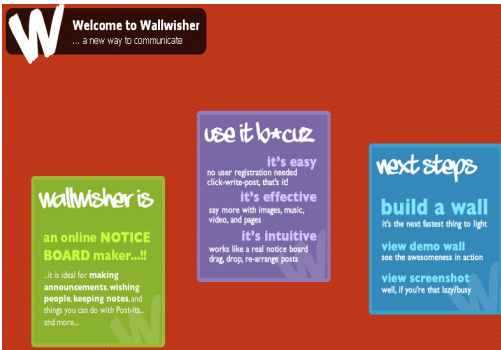 W
Welcome to Wallwisher
... a new way to communicate
wallwisher is
an online NOTICE
BOARD maker...!!
...it is ideal for making
announcements, wishing
people, keeping notes, and
things you can do with Post-its..
and more...
W
use it b*cuz
it's easy
no user registration needed
click-write-post, that's it!
it's effective
say more with images, music,
video, and pages
it's intuitive
works like a real notice board
drag, drop, re-arrange posts
W
next steps
build a wall
it's the next fastest thing to light
view demo wall
see the awesomeness in action
view screenshot
well, if you're that lazy/busy
W